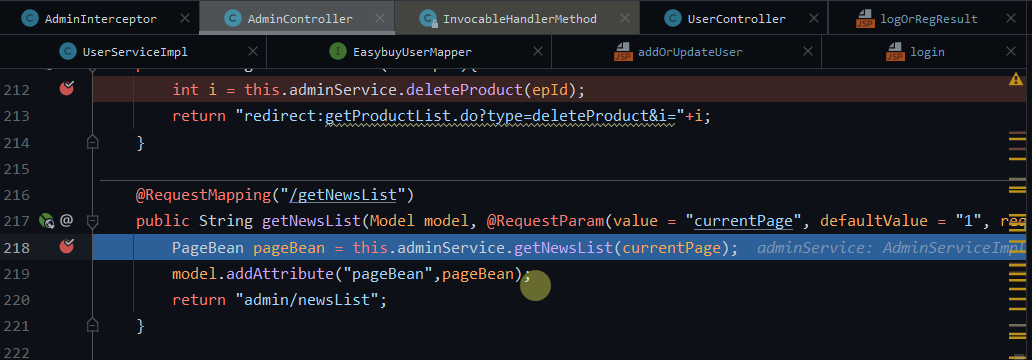 AdminInterceptor AdminController InvocableHandlerMethod UserController logOrRegResult
UserServiceImpl EasybuyUserMapper addOrUpdateUser login
212 int i = this.adminService.deleteProduct(epId);
213 return "redirect:getProductList.do?type=deleteProduct&i="+i;
214 }
215
216 @RequestMapping("/getNewsList")
217 public String getNewsList(Model model, @RequestParam(value = "currentPage", defaultValue = "1", req
218 PageBean pageBean = this.adminService.getNewsList(currentPage); adminService: AdminServiceImpl
219 model.addAttribute("pageBean",pageBean);
220 return "admin/newsList";
221 }
222